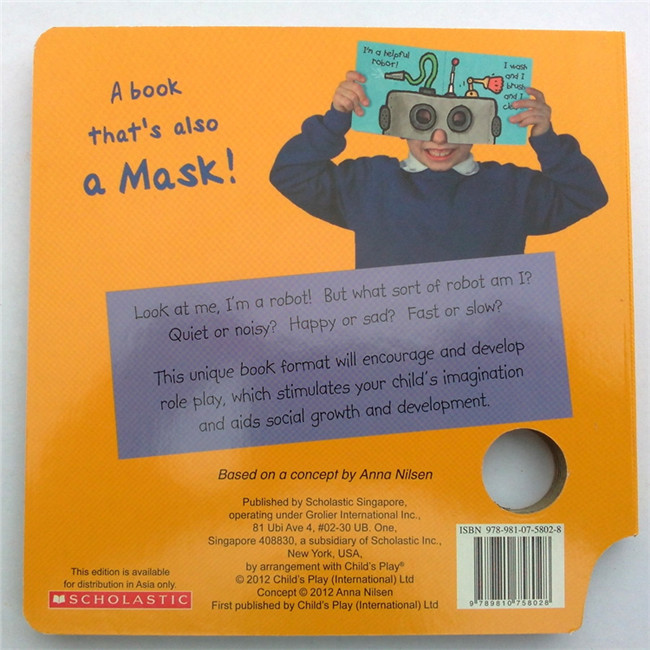 A book
that's also
a Mask!
I'm a helpful
robot!
I wash
and I
brush
and I
Look at me, I'm a robot! But what sort of robot am I?
Quiet or noisy? Happy or sad? Fast or slow?
This unique book format will encourage and develop
role play, which stimulates your child's imagination
and aids social growth and development.
Based on a concept by Anna Nilsen
Published by Scholastic Singapore,
operating under Grolier International Inc.,
81 Ubi Ave 4, #02-30 UB. One,
Singapore 408830, a subsidiary of Scholastic Inc.,
New York, USA,
by arrangement with Child's Play®
© 2012 Child's Play (International) Ltd
Concept © 2012 Anna Nilsen
First published by Child's Play (International) Ltd
This edition is available
for distribution in Asia only.
SCHOLASTIC
ISBN 978-981-07-5802-8
9 789810 758028